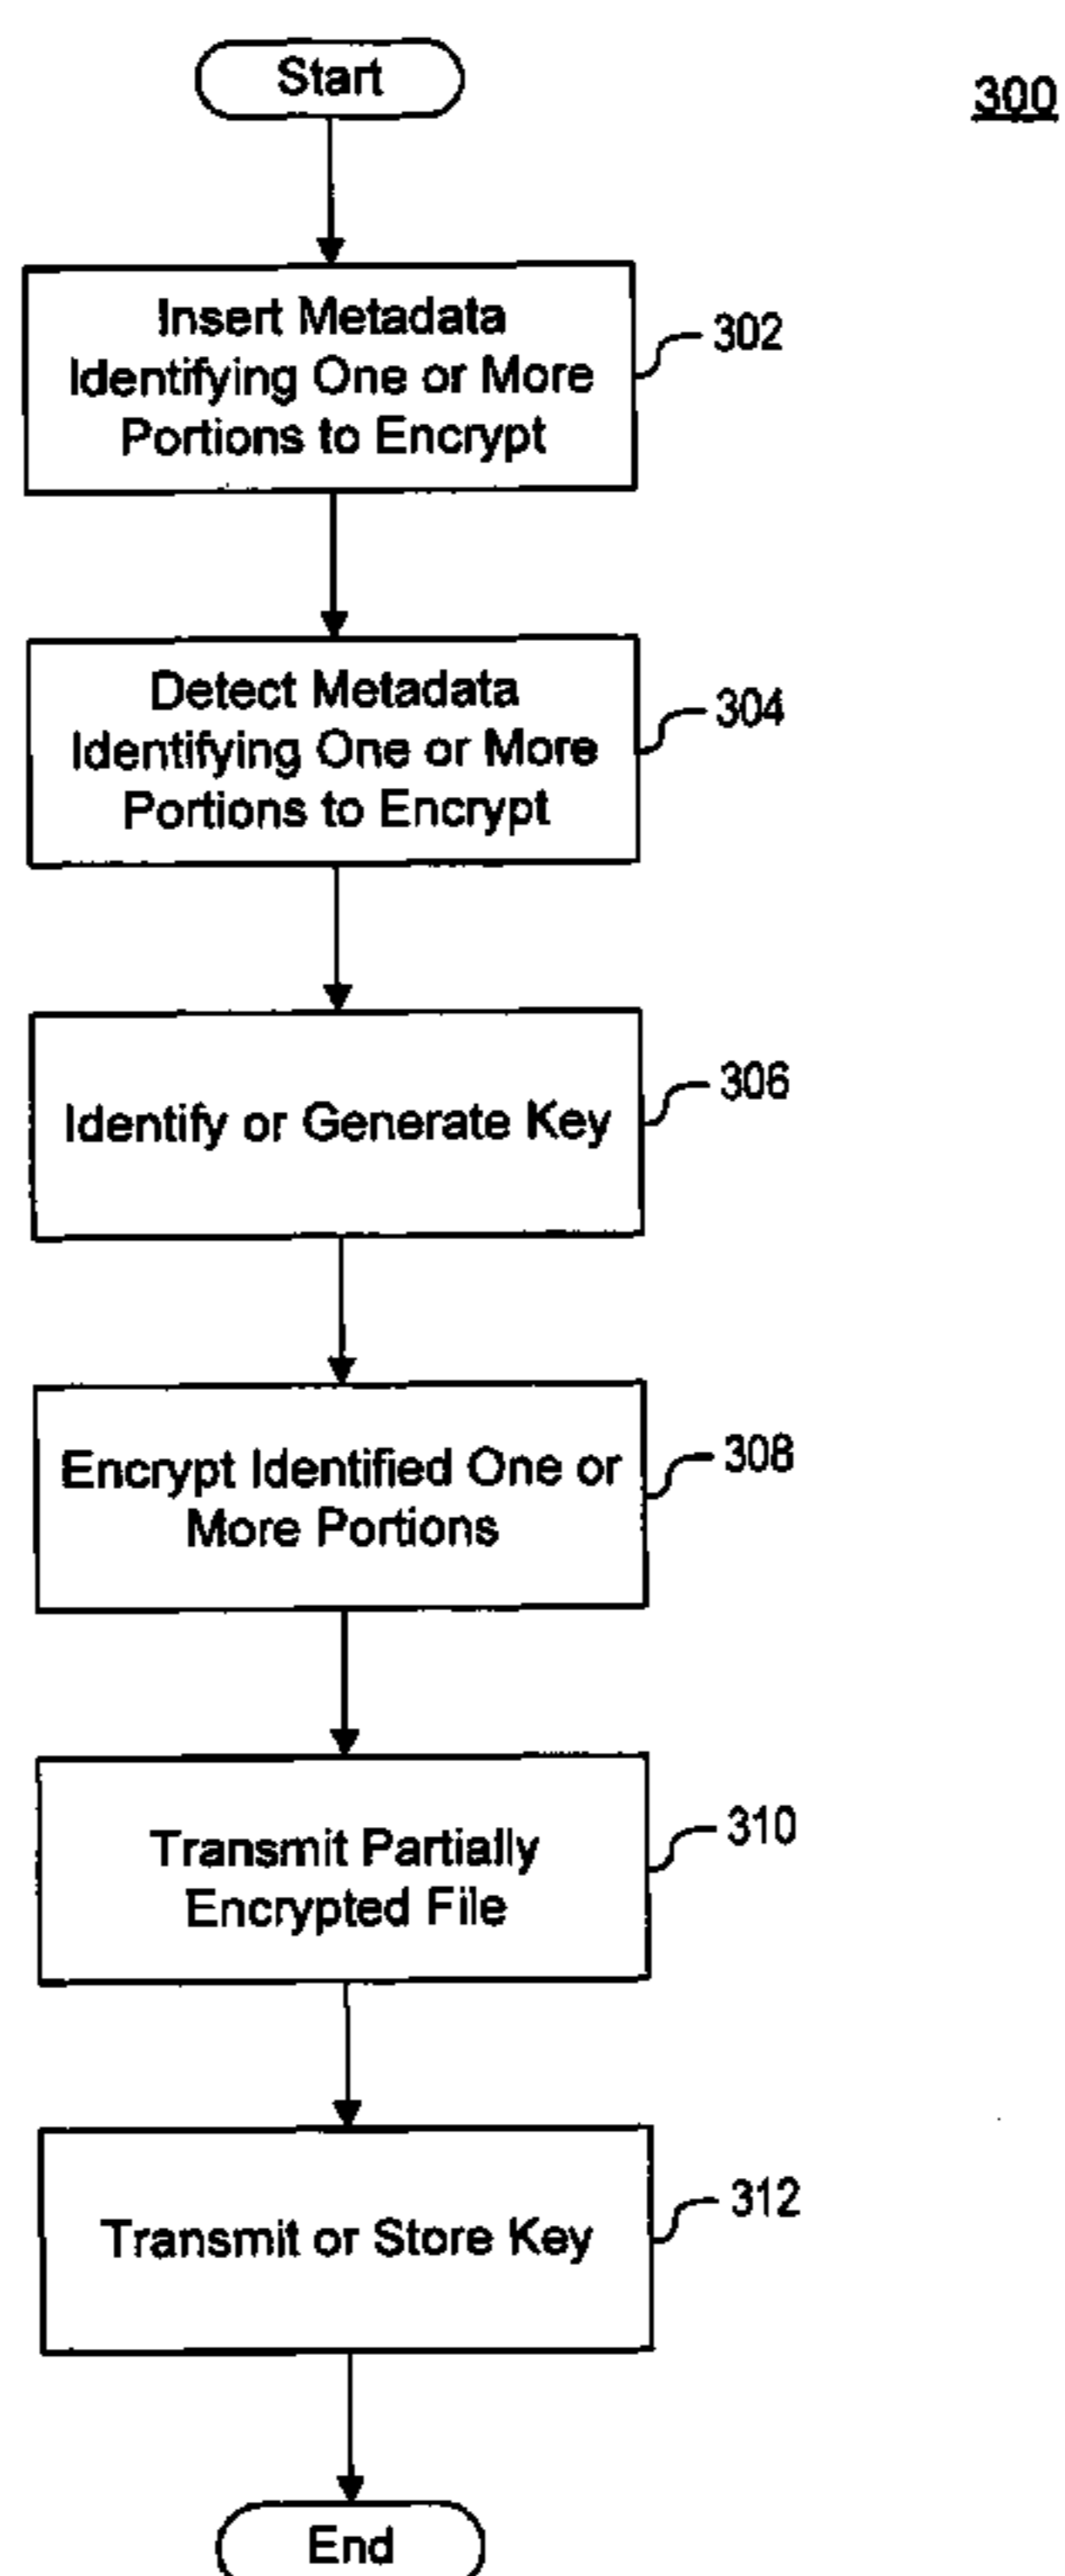 Start
300
Insert Metadata
Identifying One or More
Portions to Encrypt
302
Detect Metadata
Identifying One or More
Portions to Encrypt
304
Identify or Generate Key
306
Encrypt Identified One or
More Portions
308
Transmit Partially
Encrypted File
310
Transmit or Store Key
312
End